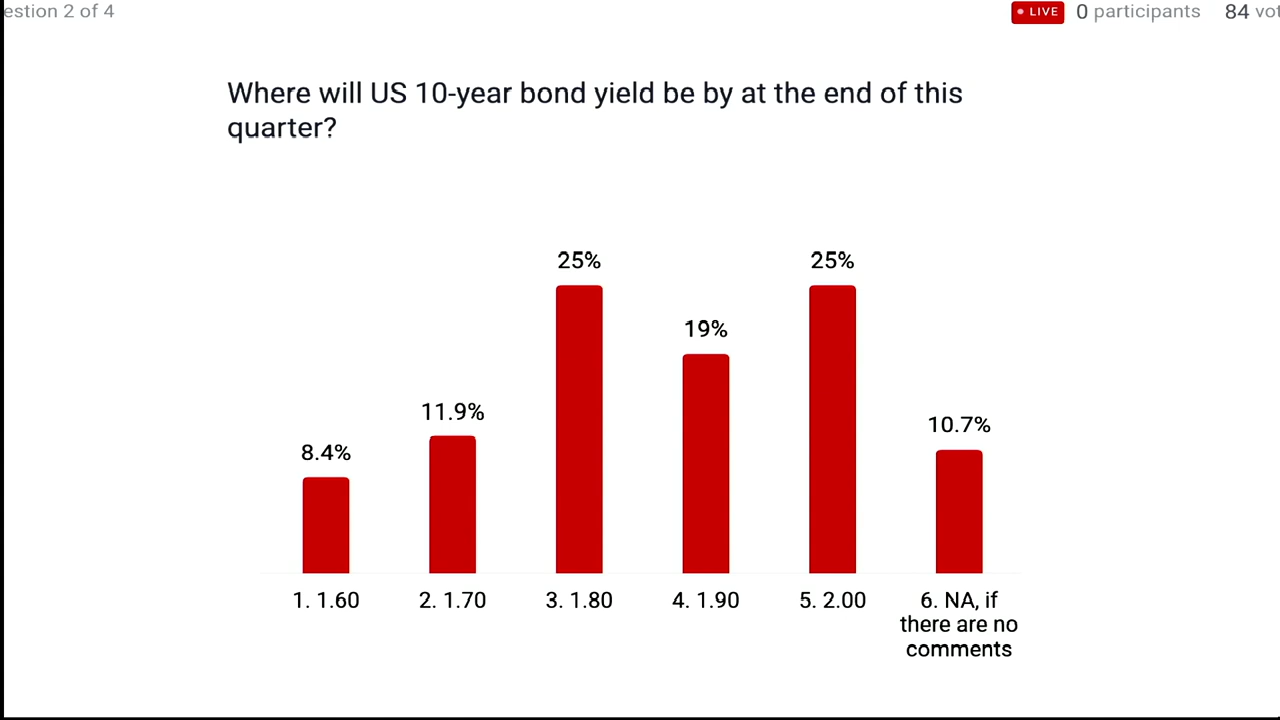 estion 2 of 4
LIVE 0 participants 84 vot
Where will US 10-year bond yield be by at the end of this
quarter?
25% 25%
19%
11.9% 10.7%
8.4%
1. 1.60 2. 1.70 3. 1.80 4. 1.90 5. 2.00 6. NA, if
there are no
comments